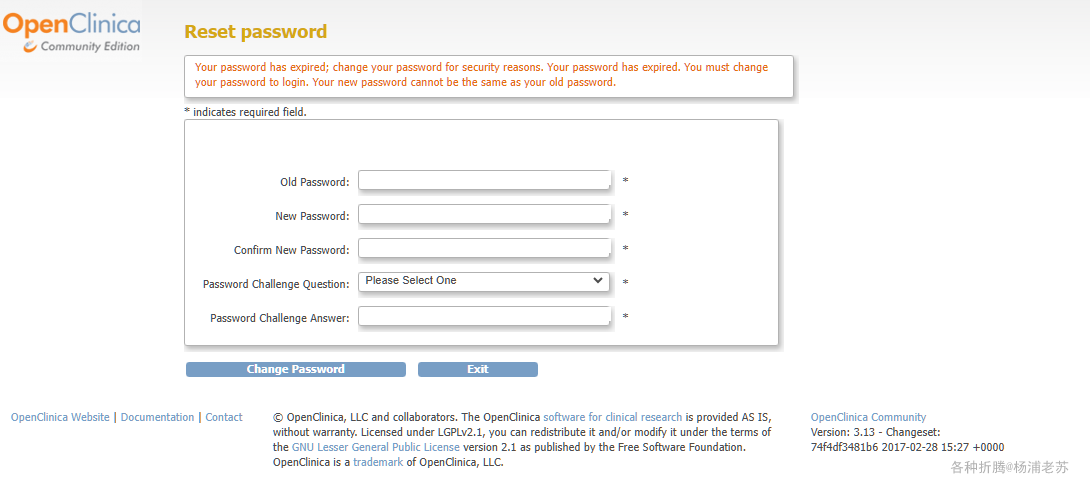 OpenClinica
Community Edition
Reset password
Your password has expired; change your password for security reasons. Your password has expired. You must change
your password to login. Your new password cannot be the same as your old password.
* indicates required field.
Old Password: *
New Password: *
Confirm New Password: *
Password Challenge Question: Please Select One *
Password Challenge Answer: *
Change Password Exit
OpenClinica Website | Documentation | Contact
© OpenClinica, LLC and collaborators. The OpenClinica software for clinical research is provided AS IS,
without warranty. Licensed under LGPLv2.1, you can redistribute it and/or modify it under the terms of
the GNU Lesser General Public License version 2.1 as published by the Free Software Foundation.
OpenClinica is a trademark of OpenClinica, LLC.
OpenClinica Community
Version: 3.13 - Changeset:
74f4df3481b6 2017-02-28 15:27 +0000
各种折腾@杨浦老苏